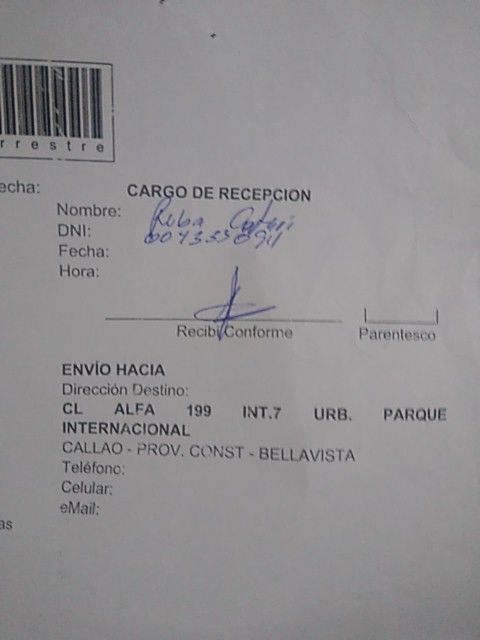 rrestre
echa:
CARGO DE RECEPCION
Nombre:
DNI:
Fecha:
Hora:
Recibi Conforme
Parentesco
ENVÍO HACIA
Dirección Destino:
CL ALFA 199 INT.7 URB. PARQUE
INTERNACIONAL
CALLAO - PROV. CONST - BELLAVISTA
Teléfono:
Celular:
eMail:
as